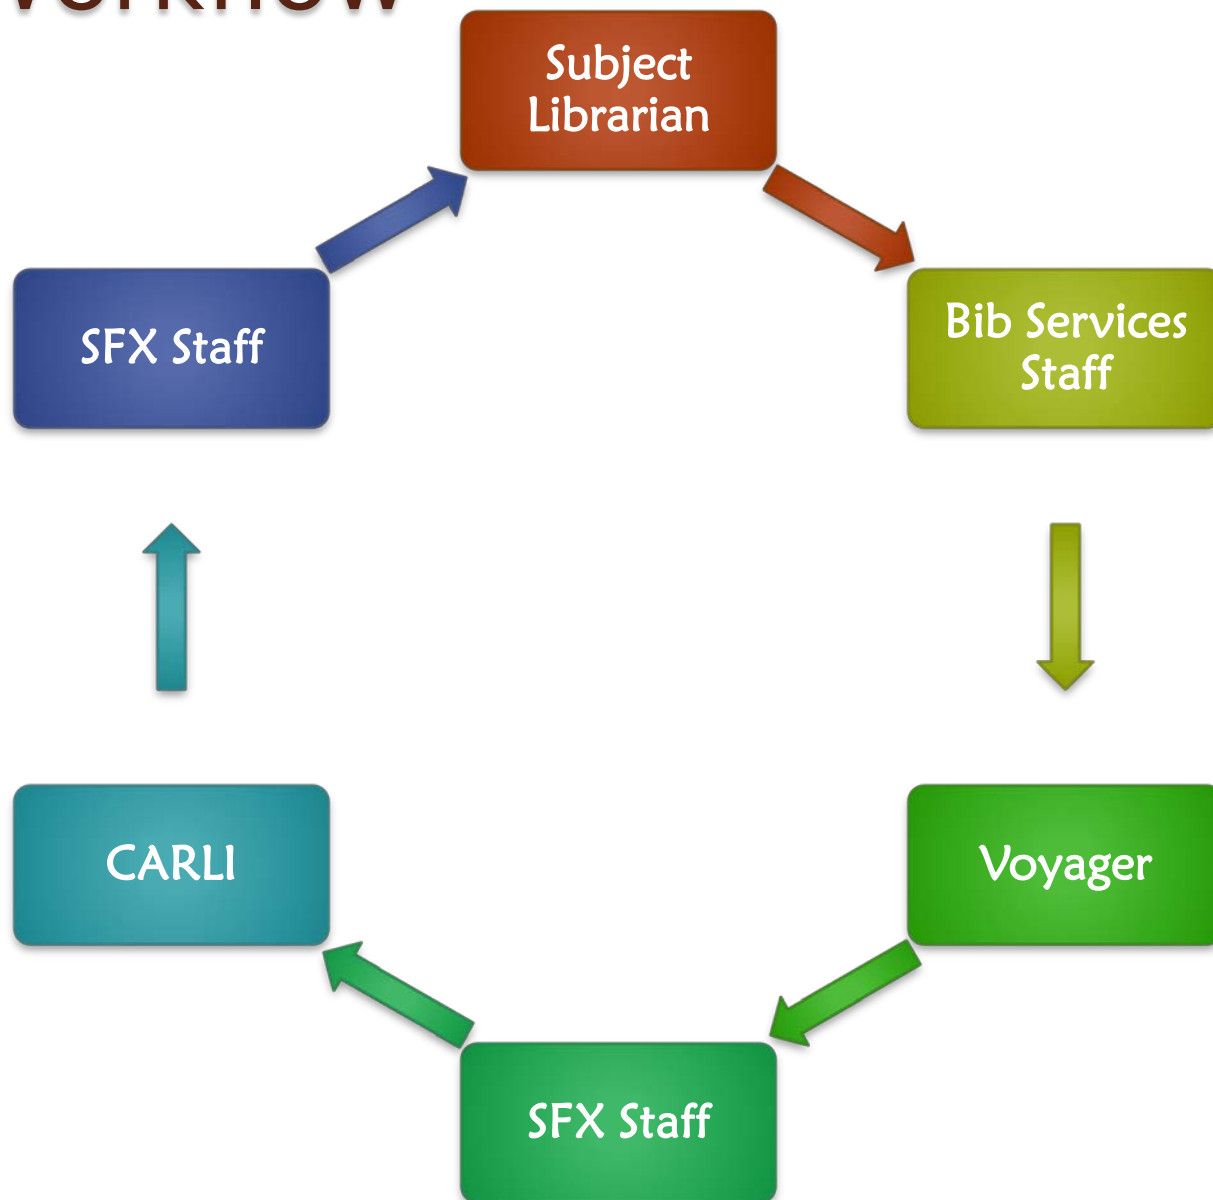 Subject
Librarian
SFX Staff
Bib Services
Staff
CARLI
Voyager
SFX Staff